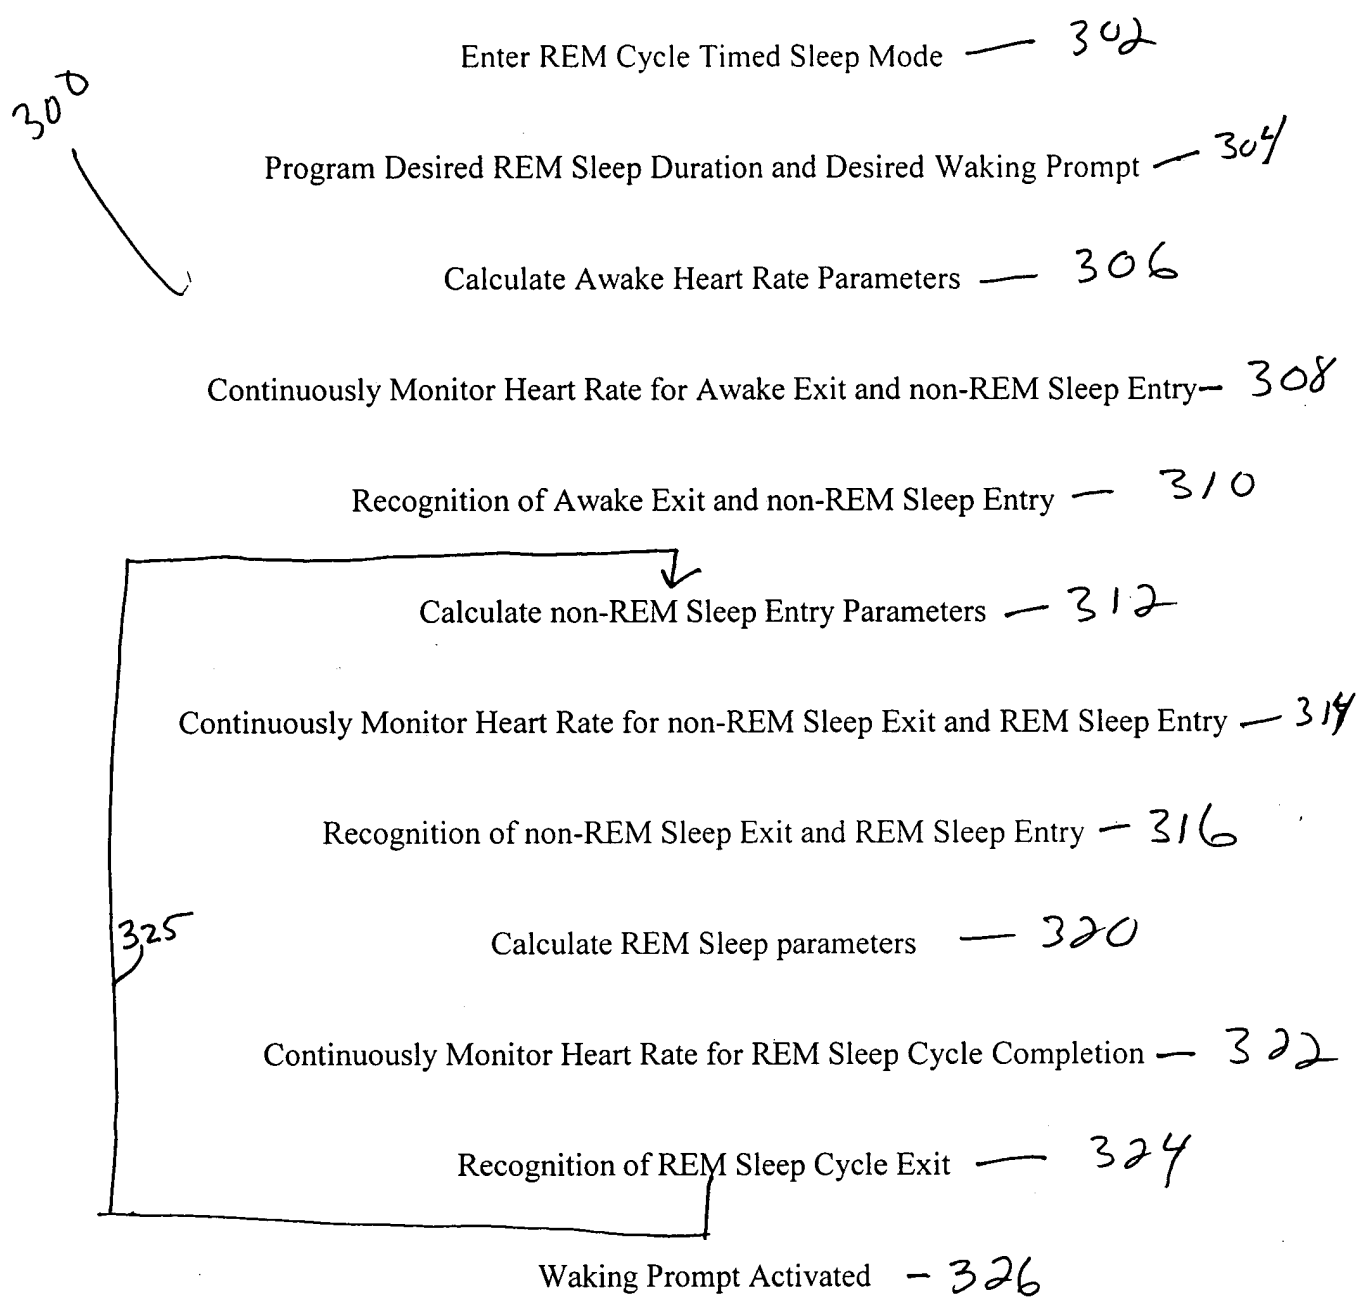 Enter REM Cycle Timed Sleep Mode — 302
300
Program Desired REM Sleep Duration and Desired Waking Prompt — 304
Calculate Awake Heart Rate Parameters — 306
Continuously Monitor Heart Rate for Awake Exit and non-REM Sleep Entry — 308
Recognition of Awake Exit and non-REM Sleep Entry — 310
Calculate non-REM Sleep Entry Parameters — 312
Continuously Monitor Heart Rate for non-REM Sleep Exit and REM Sleep Entry — 314
Recognition of non-REM Sleep Exit and REM Sleep Entry — 316
325
Calculate REM Sleep parameters — 320
Continuously Monitor Heart Rate for REM Sleep Cycle Completion — 322
Recognition of REM Sleep Cycle Exit — 324
Waking Prompt Activated — 326